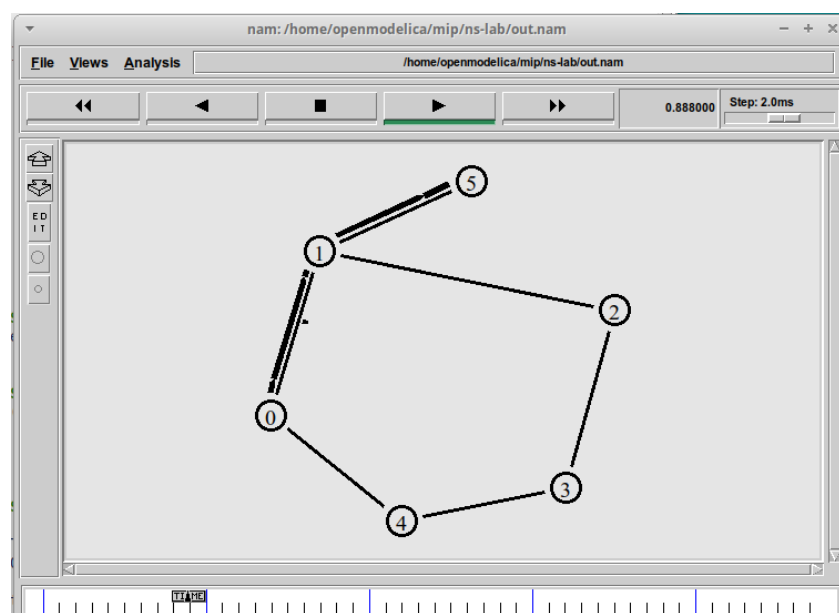 nam: /home/openmodelica/mip/ns-lab/out.nam
File Views Analysis /home/openmodelica/mip/ns-lab/out.nam
0.888000 Step: 2.0ms
E D
I T
5
1
2
0
3
4
TIME